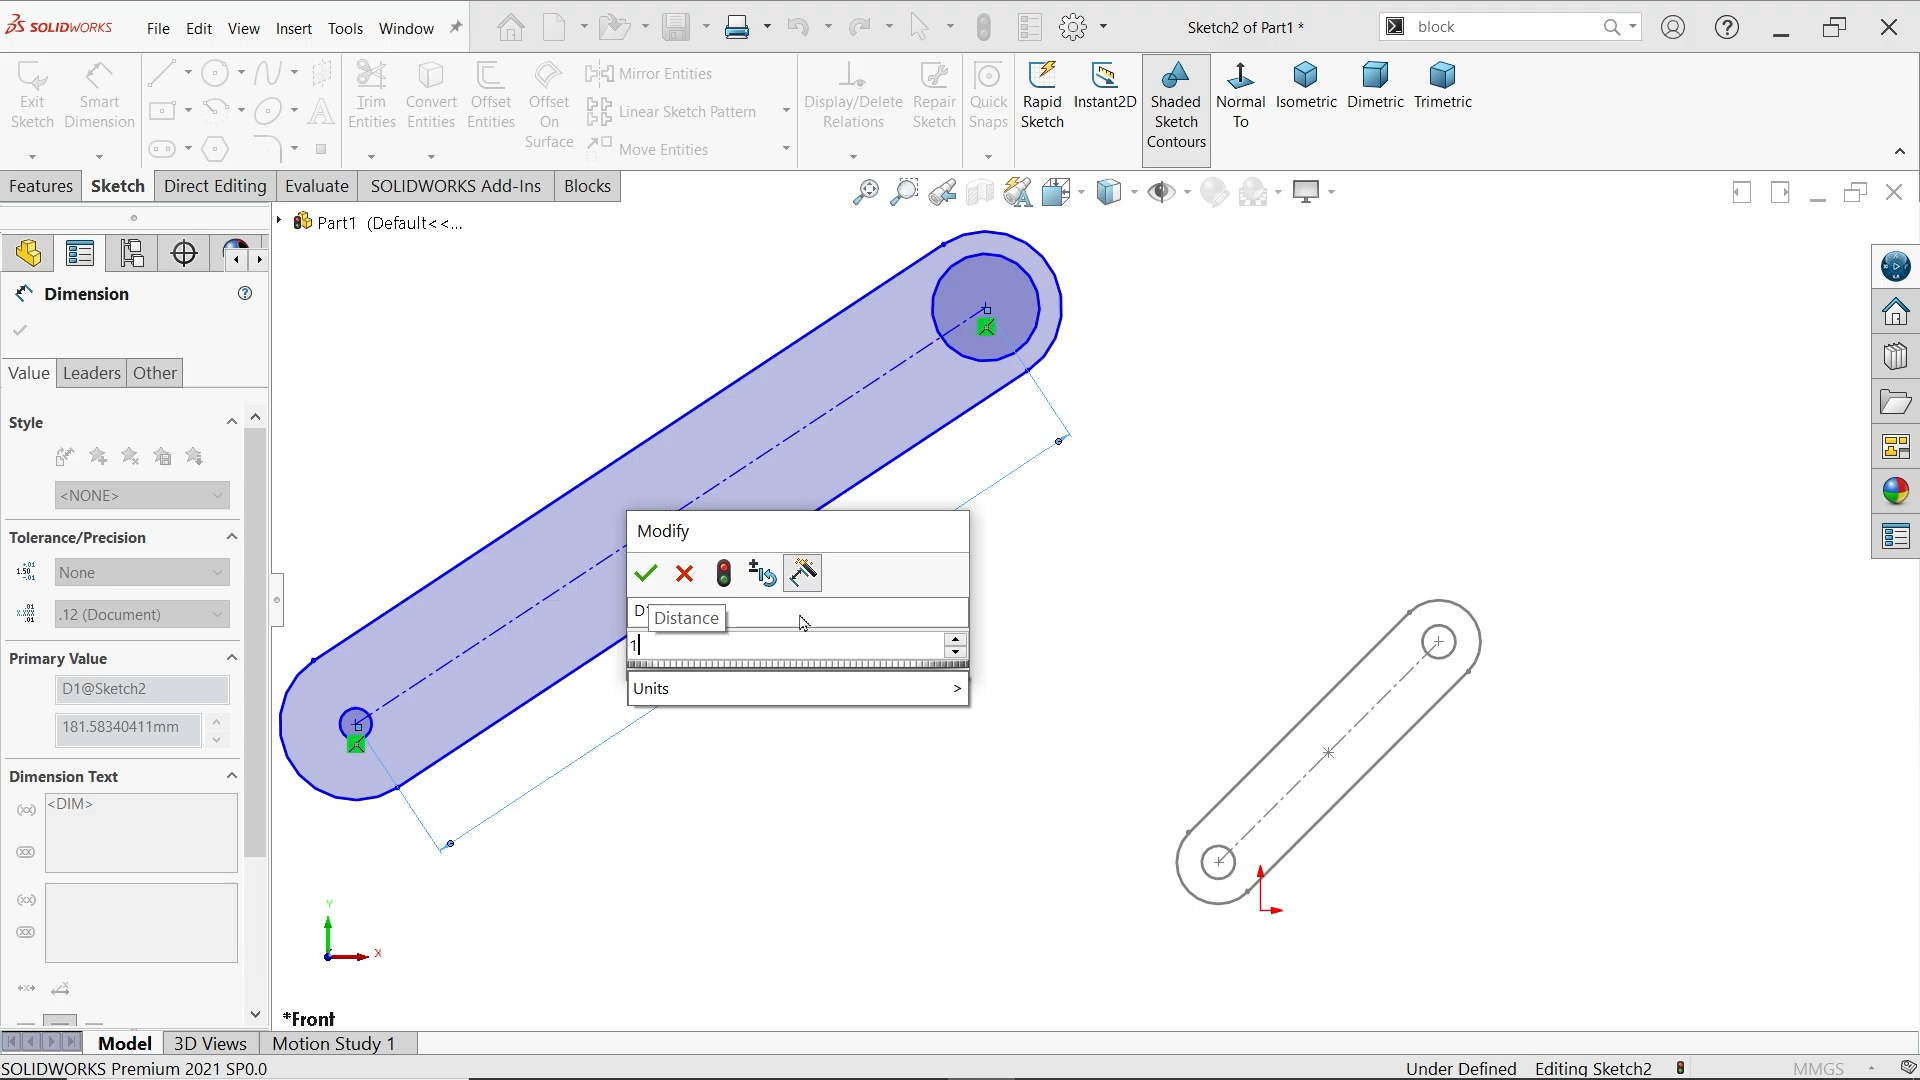 SOLIDWORKS File Edit View Insert Tools Window Sketch2 of Part1 * block
Exit Sketch
Smart Dimension
Trim Entities
Convert Entities
Offset Entities
Offset On Surface
Mirror Entities
Linear Sketch Pattern
Move Entities
Display/Delete Relations
Repair Sketch
Quick Snaps
Rapid Sketch
Instant2D
Shaded Sketch Contours
Normal To
Isometric
Dimetric
Trimetric
Features Sketch Direct Editing Evaluate SOLIDWORKS Add-Ins Blocks
Part1 (Default<<...
Dimension
Value Leaders Other
Style
<NONE>
Tolerance/Precision
None
.12 (Document)
Primary Value
D1@Sketch2
181.58340411mm
Dimension Text
<DIM>
Modify
D
Distance
1
Units >
Y
X
*Front
Model 3D Views Motion Study 1
SOLIDWORKS Premium 2021 SP0.0 Under Defined Editing Sketch2 MMGS